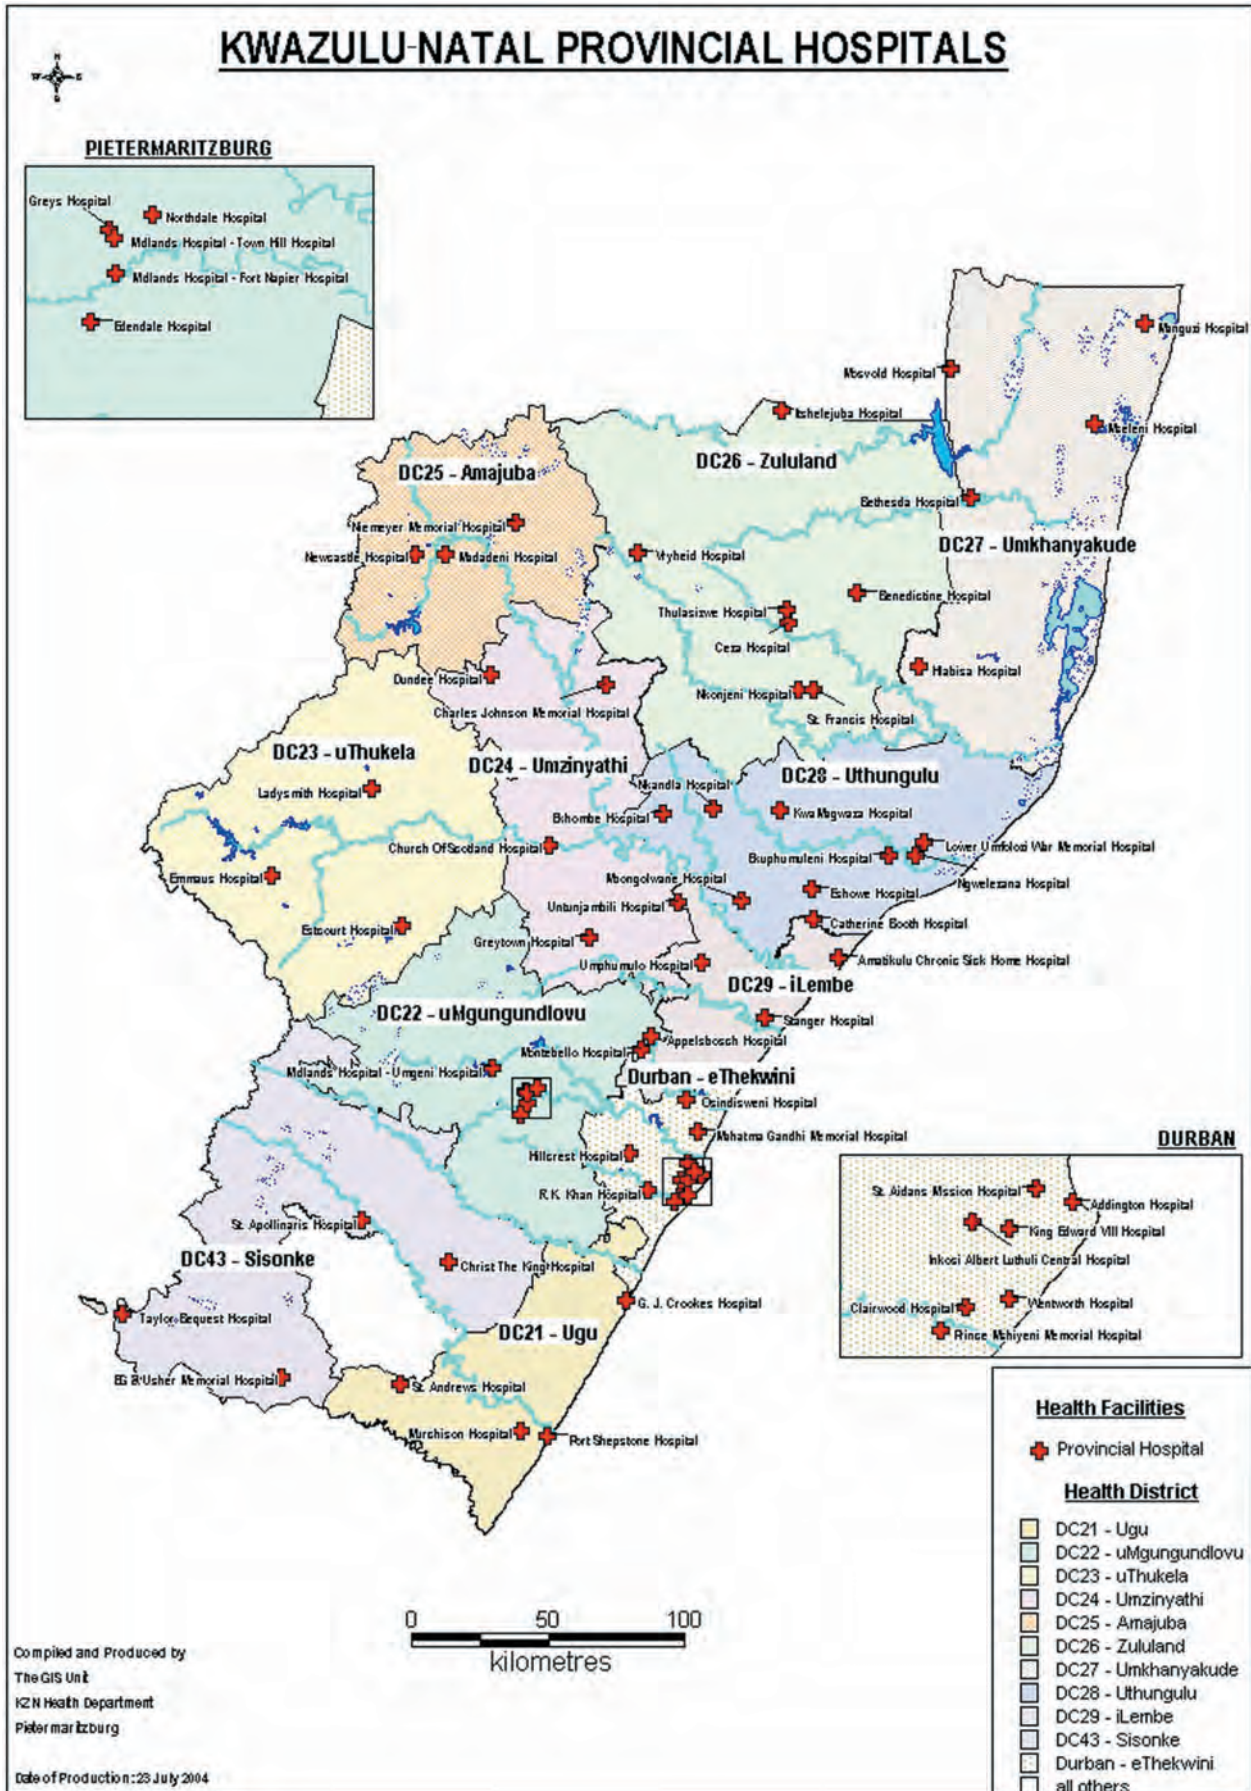 KWAZULU-NATAL PROVINCIAL HOSPITALS
N
W
E
S
PIETERMARITZBURG
Greys Hospital
Northdale Hospital
Mdlands Hospital - Town Hill Hospital
Mdlands Hospital - Fort Napier Hospital
Edendale Hospital
Manguzi Hospital
Mosvold Hospital
Itshelejuba Hospital
Mseleni Hospital
DC26 - Zululand
DC25 - Amajuba
Bethesda Hospital
Niemeyer Memorial Hospital
DC27 - Umkhanyakude
Newcastle Hospital
Madadeni Hospital
Vryheid Hospital
Benedictine Hospital
Thulasizwe Hospital
Ceza Hospital
Hlabisa Hospital
Dundee Hospital
Nkonjeni Hospital
Charles Johnson Memorial Hospital
St. Francis Hospital
DC23 - uThukela
DC24 - Umzinyathi
DC28 - Uthungulu
Ladysmith Hospital
Nkandla Hospital
Ekhombe Hospital
KwaMagwaza Hospital
Church Of Scotland Hospital
Lower Umfolozi War Memorial Hospital
Ekuphumuleni Hospital
Emmaus Hospital
Mbongolwane Hospital
Ngwelezana Hospital
Eshowe Hospital
Untunjambili Hospital
Estcourt Hospital
Catherine Booth Hospital
Greytown Hospital
Umphumulo Hospital
Amatikulu Chronic Sick Home Hospital
DC29 - iLembe
DC22 - uMgungundlovu
Stanger Hospital
Appelsbosch Hospital
Montebello Hospital
Mdlands Hospital - Umgeni Hospital
Durban - eThekwini
Osindisweni Hospital
Mahatma Gandhi Memorial Hospital
DURBAN
Hillcrest Hospital
R.K. Khan Hospital
St. Aidans Mission Hospital
Addington Hospital
King Edward VIII Hospital
Inkosi Albert Luthuli Central Hospital
Wentworth Hospital
Clairwood Hospital
Prince Mshiyeni Memorial Hospital
St. Apollinaris Hospital
DC43 - Sisonke
Christ The King Hospital
G. J. Crookes Hospital
Taylor Bequest Hospital
DC21 - Ugu
EG & Usher Memorial Hospital
St. Andrews Hospital
Murchison Hospital
Port Shepstone Hospital
Health Facilities
Provincial Hospital
Health District
DC21 - Ugu
DC22 - uMgungundlovu
DC23 - uThukela
DC24 - Umzinyathi
DC25 - Amajuba
DC26 - Zululand
DC27 - Umkhanyakude
DC28 - Uthungulu
DC29 - iLembe
DC43 - Sisonke
Durban - eThekwini
all others
0 50 100
kilometres
Compiled and Produced by
The GIS Unit
KZN Health Department
Pietermaritzburg
Date of Production: 23 July 2004